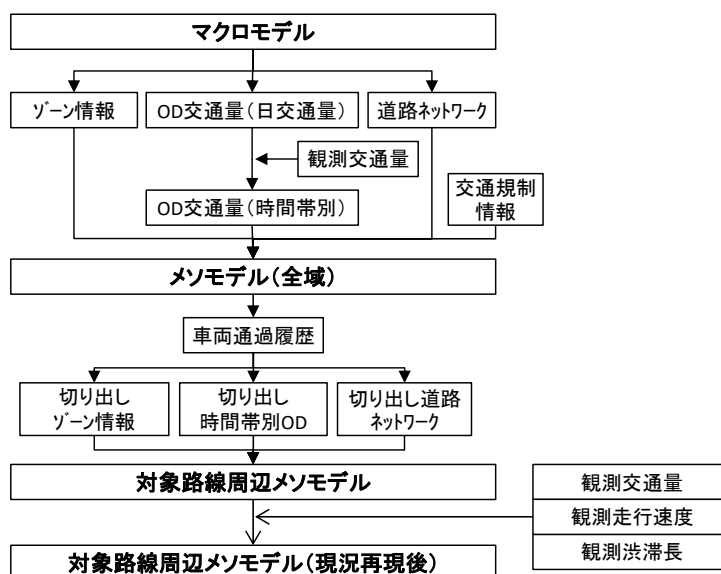 マクロモデル
ゾーン情報
OD交通量(日交通量)
道路ネットワーク
観測交通量
OD交通量(時間帯別)
交通規制
情報
メソモデル(全域)
車両通過履歴
切り出し
ゾーン情報
切り出し
時間帯別OD
切り出し道路
ネットワーク
対象路線周辺メソモデル
観測交通量
観測走行速度
観測渋滞長
対象路線周辺メソモデル(現況再現後)